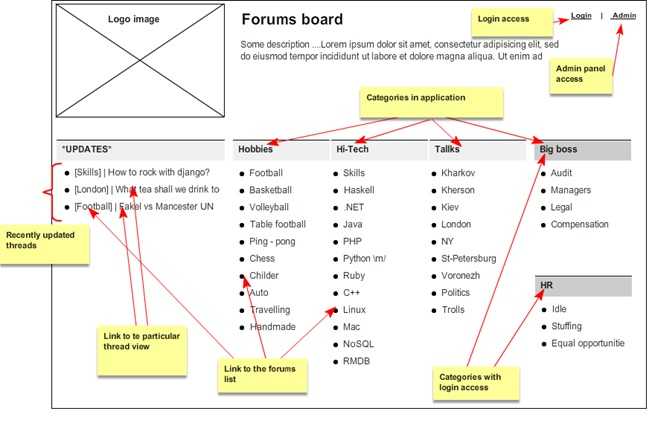 Logo image
Forums board
Login access
Login | Admin
Some description ....Lorem ipsum dolor sit amet, consectetur adipisicing elit, sed
do eiusmod tempor incididunt ut labore et dolore magna aliqua. Ut enim ad
Admin panel
access
Categories in application
*UPDATES*
[Skills] | How to rock with django?
[London] | What tea shall we drink to
[Football] | Fakel vs Mancester UN
Recently updated
threads
Link to te particular
thread view
Hobbies
Football
Basketball
Volleyball
Table football
Ping - pong
Chess
Childer
Auto
Travelling
Handmade
Link to the forums
list
Hi-Tech
Skills
Haskell
.NET
Java
PHP
Python \m/
Ruby
C++
Linux
Mac
NoSQL
RMDB
Tallks
Kharkov
Kherson
Kiev
London
NY
St-Petersburg
Voronezh
Politics
Trolls
Big boss
Audit
Managers
Legal
Compensation
HR
Idle
Stuffing
Equal opportunitie
Categories with
login access